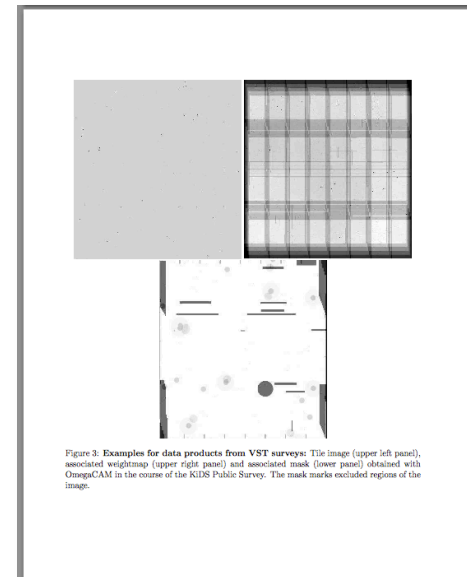 Figure 3: Examples for data products from VST surveys: Tile image (upper left panel),
associated weightmap (upper right panel) and associated mask (lower panel) obtained with
OmegaCAM in the course of the KiDS Public Survey. The mask marks excluded regions of the
image.